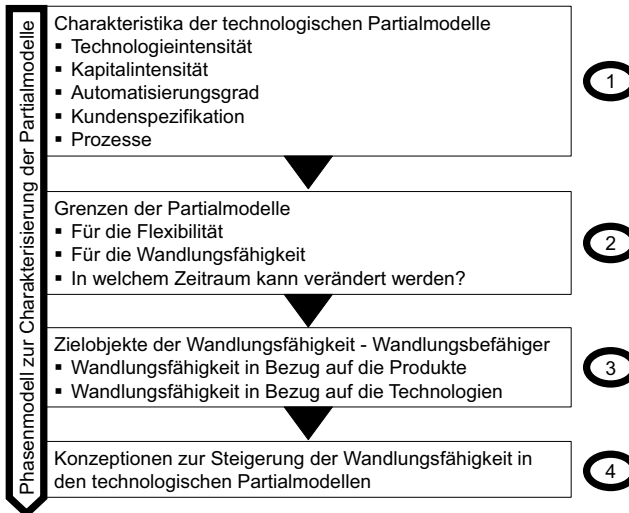 Phasenmodell zur Charakterisierung der Partialmodelle
Charakteristika der technologischen Partialmodelle
▪ Technologieintensität
▪ Kapitalintensität
▪ Automatisierungsgrad
▪ Kundenspezifikation
▪ Prozesse
1
Grenzen der Partialmodelle
▪ Für die Flexibilität
▪ Für die Wandlungsfähigkeit
▪ In welchem Zeitraum kann verändert werden?
2
Zielobjekte der Wandlungsfähigkeit - Wandlungsbefähiger
▪ Wandlungsfähigkeit in Bezug auf die Produkte
▪ Wandlungsfähigkeit in Bezug auf die Technologien
3
Konzeptionen zur Steigerung der Wandlungsfähigkeit in
den technologischen Partialmodellen
4